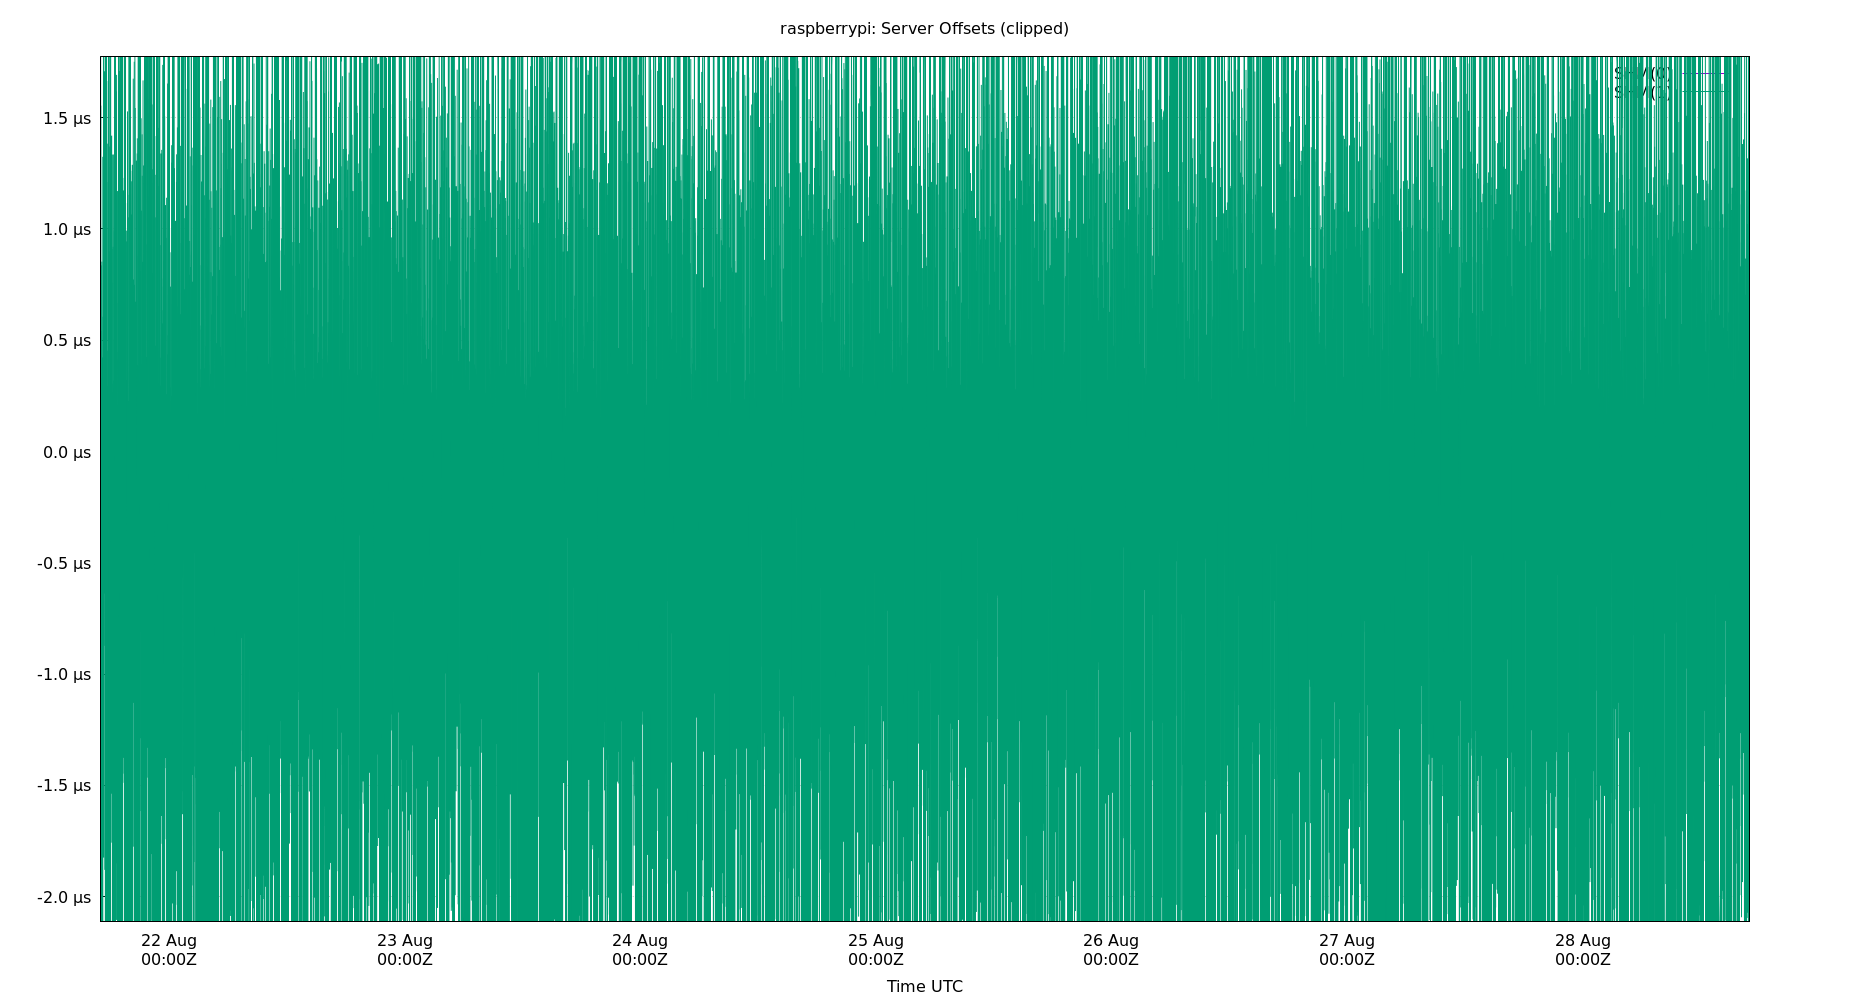 raspberrypi: Server Offsets (clipped)
1.5 µs
1.0 µs
0.5 µs
0.0 µs
-0.5 µs
-1.0 µs
-1.5 µs
-2.0 µs
22 Aug
00:00Z
23 Aug
00:00Z
24 Aug
00:00Z
25 Aug
00:00Z
26 Aug
00:00Z
27 Aug
00:00Z
28 Aug
00:00Z
Time UTC